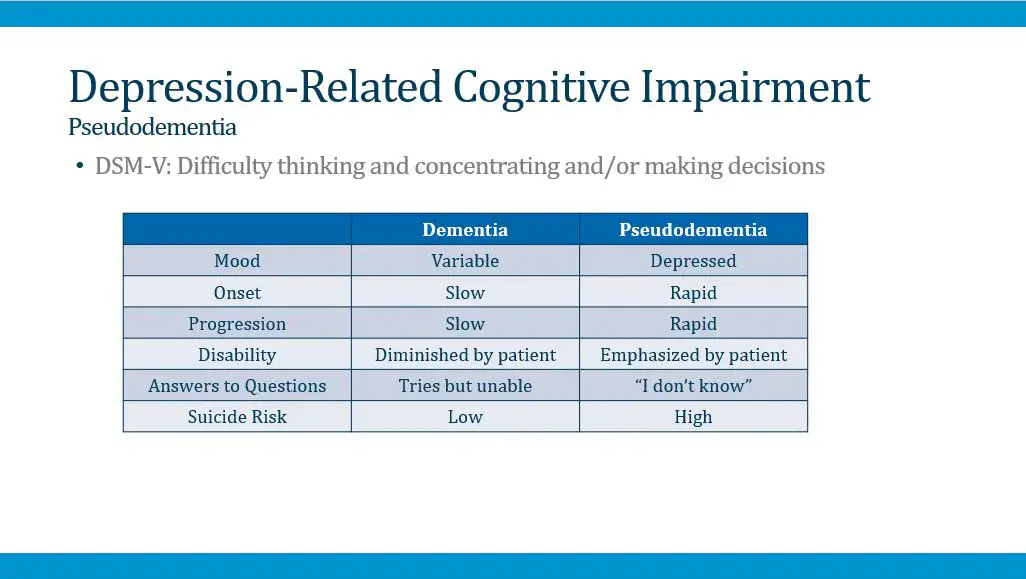 Depression-Related Cognitive Impairment
Pseudodementia
• DSM-V: Difficulty thinking and concentrating and/or making decisions
Dementia Pseudodementia
Mood Variable Depressed
Onset Slow Rapid
Progression Slow Rapid
Disability Diminished by patient Emphasized by patient
Answers to Questions Tries but unable “I don’t know”
Suicide Risk Low High